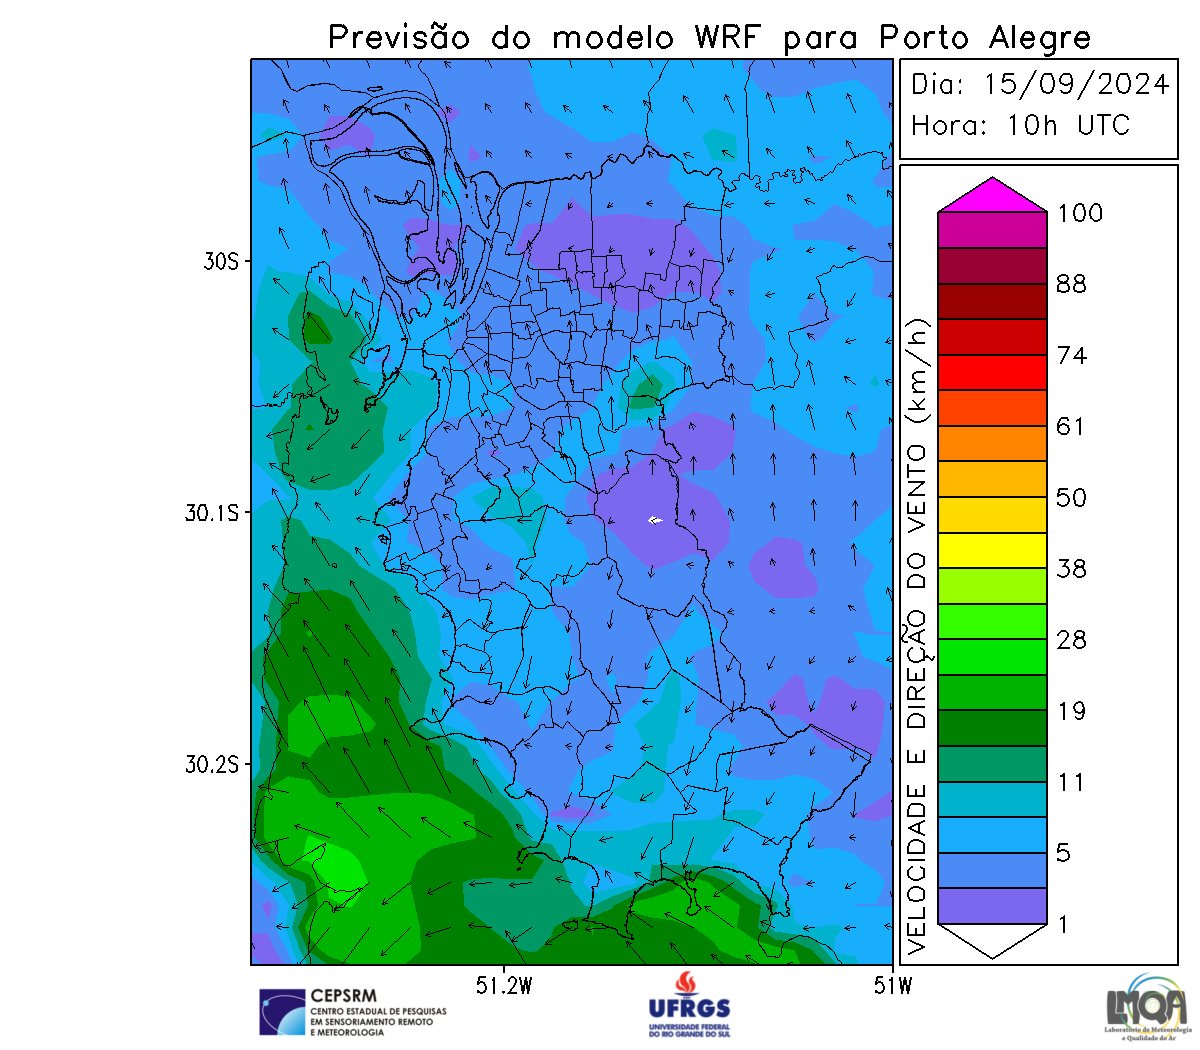 Previsão do modelo WRF para Porto Alegre
Dia: 15/09/2024
Hora: 10h UTC
VELOCIDADE E DIREÇÃO DO VENTO (km/h)
100
88
74
61
50
38
28
19
11
5
1
30S
30.1S
30.2S
51.2W
51W
CEPSRM
CENTRO ESTADUAL DE PESQUISAS
EM SENSORIAMENTO REMOTO
E METEOROLOGIA
UFRGS
UNIVERSIDADE FEDERAL
DO RIO GRANDE DO SUL
LMQA
Laboratório de Meteorologia
e Qualidade do Ar